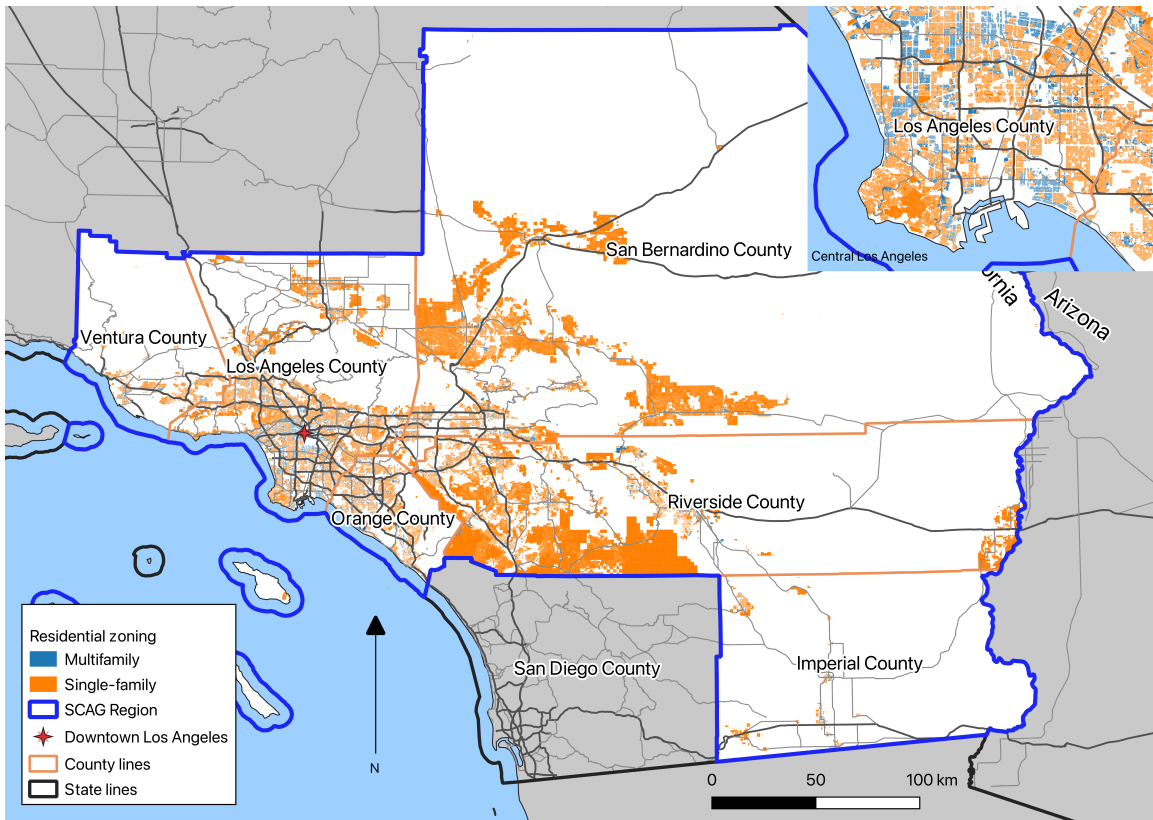 Los Angeles County
Central Los Angeles
San Bernardino County
ornia
Arizona
Ventura County
Los Angeles County
Riverside County
Orange County
San Diego County
Imperial County
Residential zoning
Multifamily
Single-family
SCAG Region
Downtown Los Angeles
County lines
State lines
N
0 50 100 km